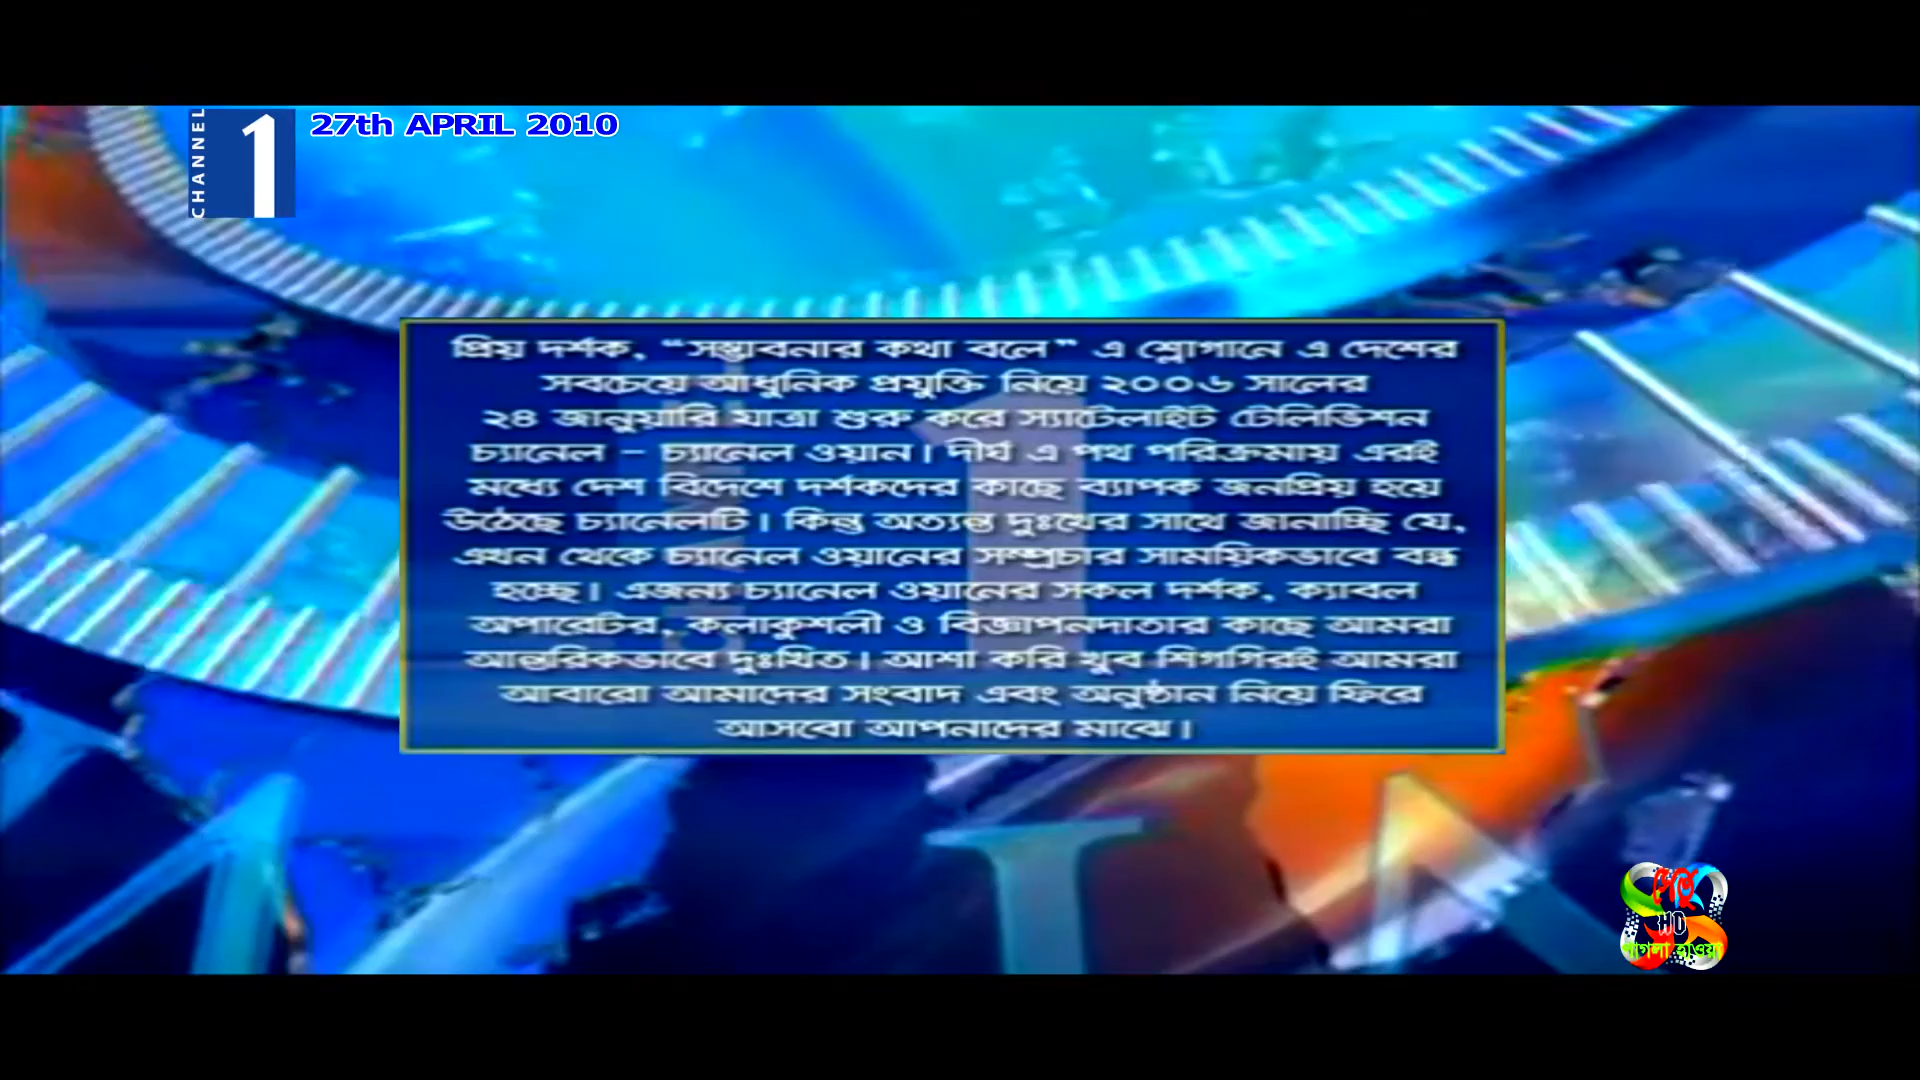 CHANNEL
1
27th APRIL 2010
প্রিয় দর্শক, “সম্ভাবনার কথা বলে” এ শ্লোগানে এ দেশের
সবচেয়ে আধুনিক প্রযুক্তি নিয়ে ২০০৬ সালের
২৪ জানুয়ারি যাত্রা শুরু করে স্যাটেলাইট টেলিভিশন
চ্যানেল – চ্যানেল ওয়ান। দীর্ঘ এ পথ পরিক্রমায় এরই
মধ্যে দেশ বিদেশে দর্শকদের কাছে ব্যাপক জনপ্রিয় হয়ে
উঠেছে চ্যানেলটি। কিন্তু অত্যন্ত দুঃখের সাথে জানাচ্ছি যে,
এখন থেকে চ্যানেল ওয়ানের সম্প্রচার সাময়িকভাবে বন্ধ
হচ্ছে। এজন্য চ্যানেল ওয়ানের সকল দর্শক, ক্যাবল
অপারেটর, কলাকুশলী ও বিজ্ঞাপনদাতার কাছে আমরা
আন্তরিকভাবে দুঃখিত। আশা করি খুব শিগগিরই আমরা
আবারো আমাদের সংবাদ এবং অনুষ্ঠান নিয়ে ফিরে
আসবো আপনাদের মাঝে।
HD
পাগলা হাওয়া